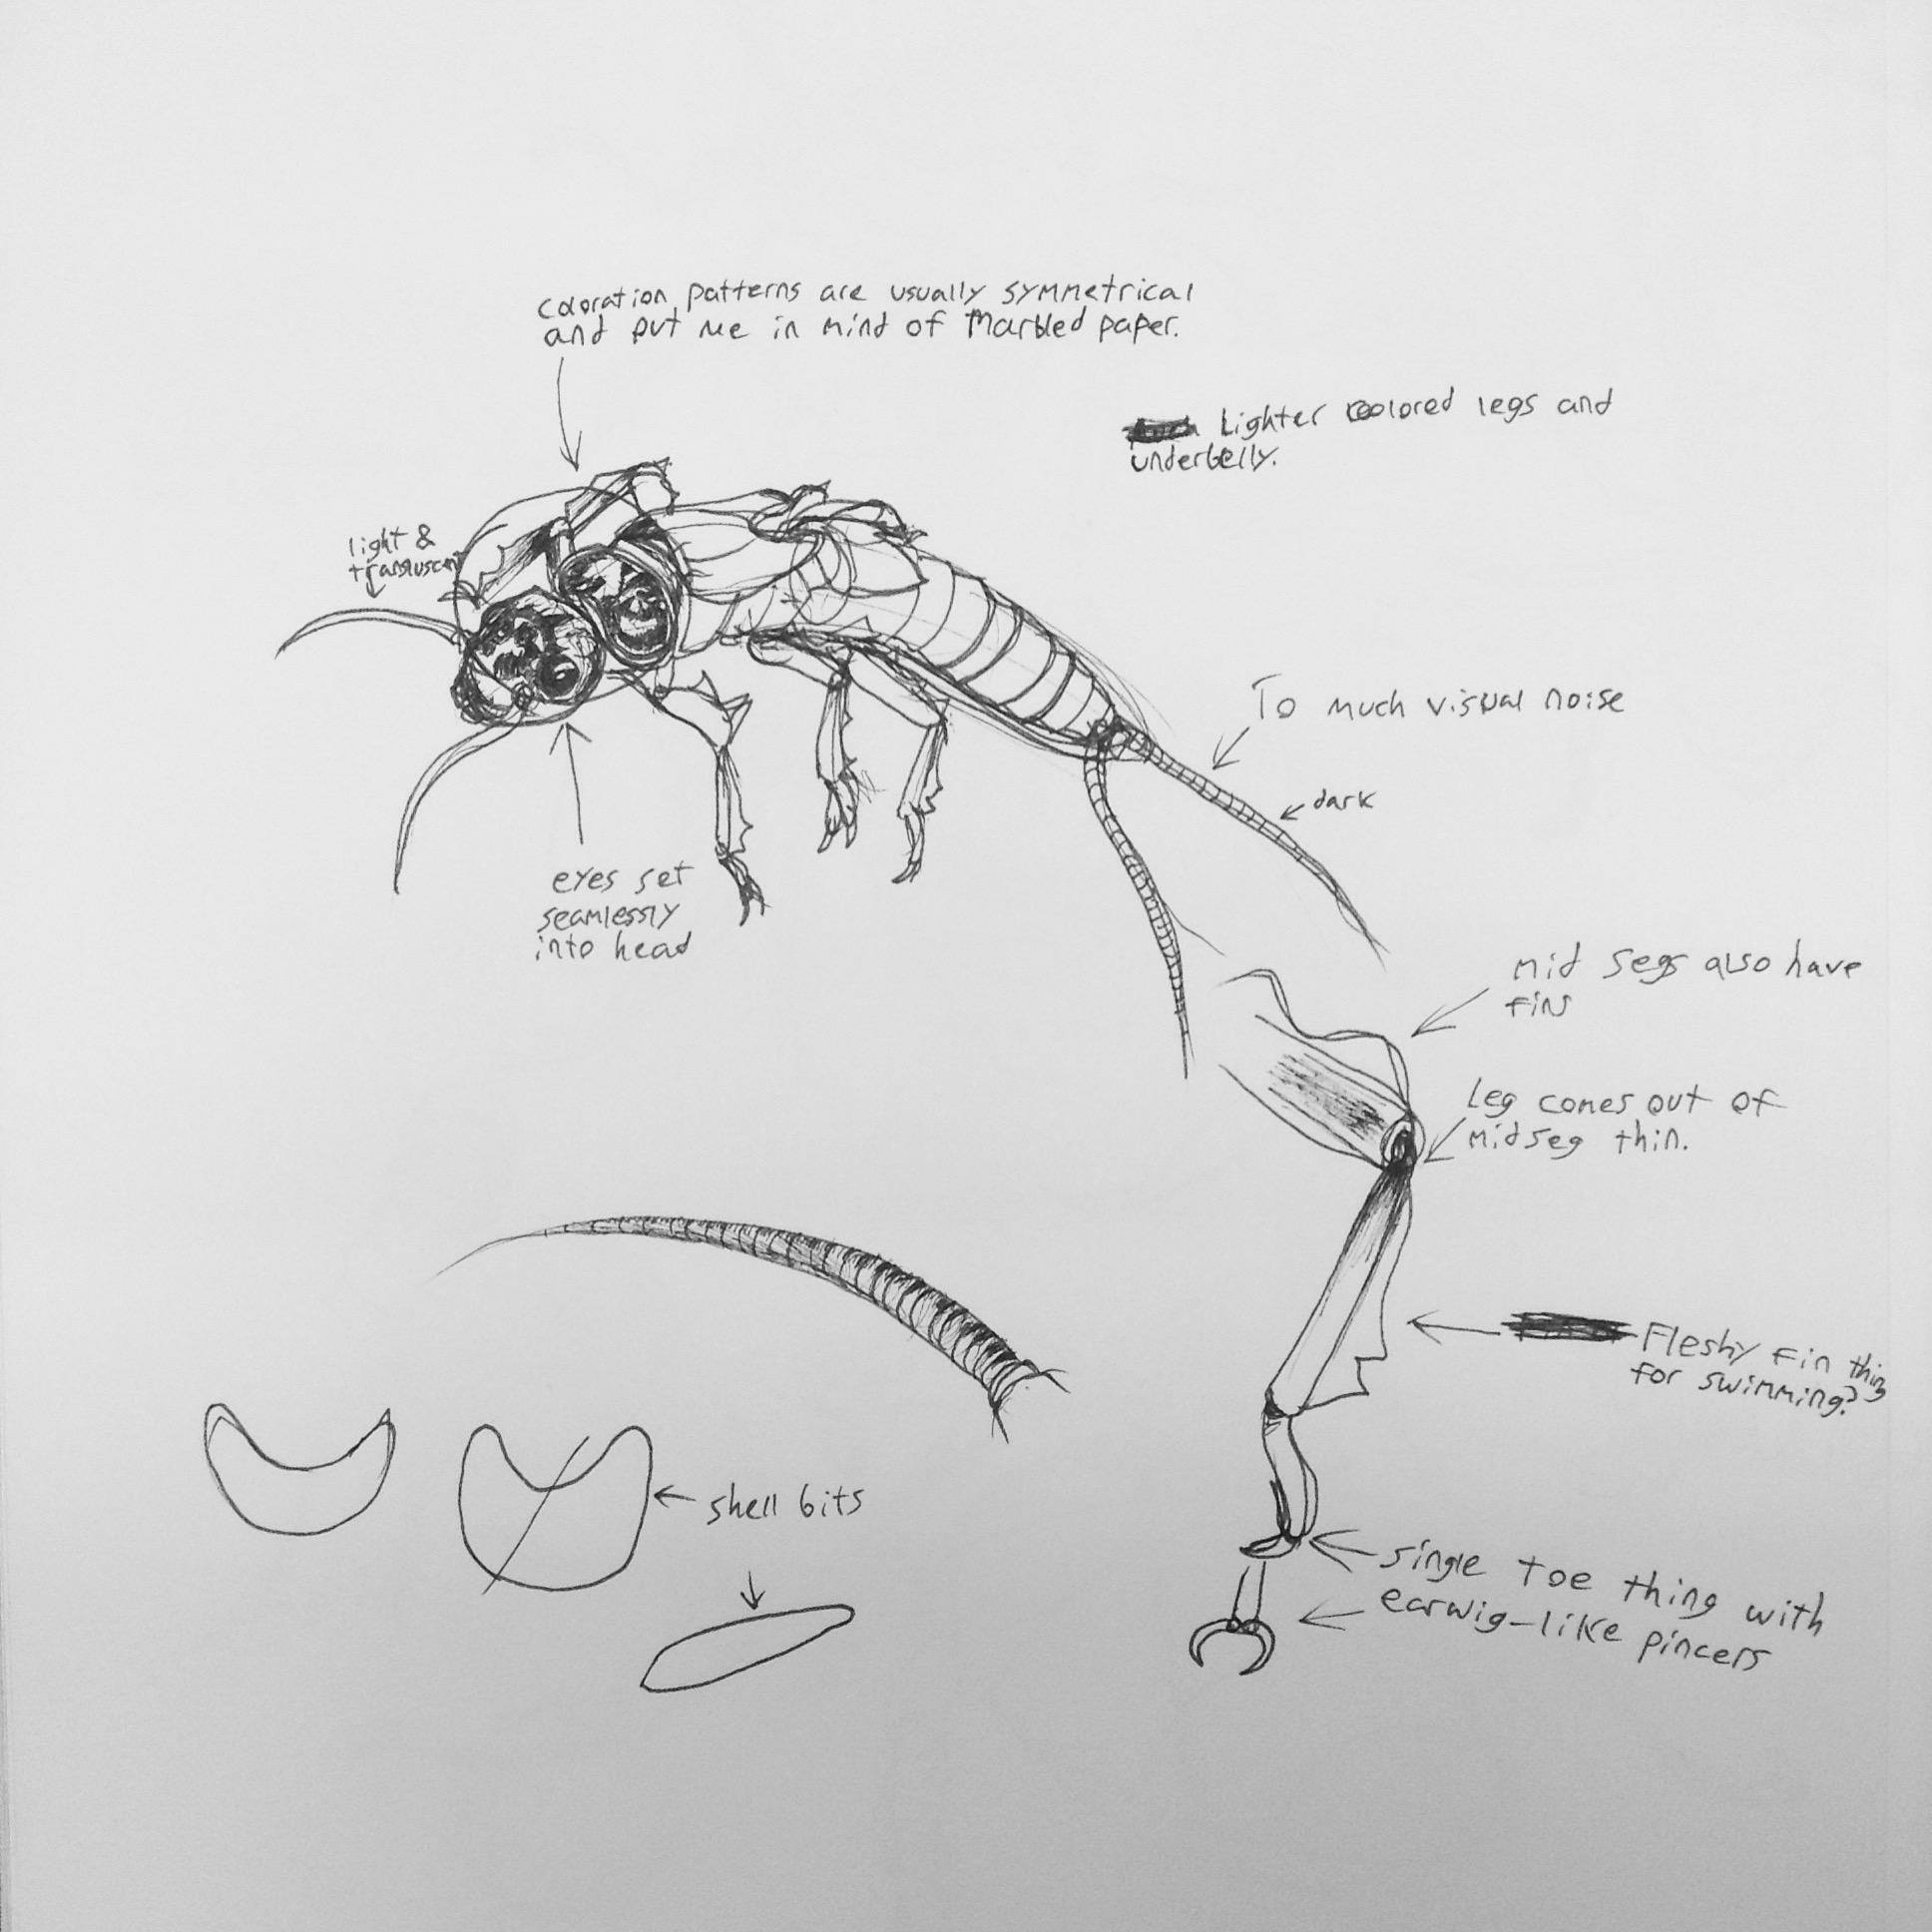 coloration patterns are usually symmetrical
and put me in mind of Marbled paper.
Lighter colored legs and
underbelly.
light &
eyes set
seamlessly
into head
To much visual noise
dark
mid segs also have
fins
Leg comes out of
midseg thin.
Fleshy fin thing
for swimming?
shell bits
single toe thing with
earwig-like pincers